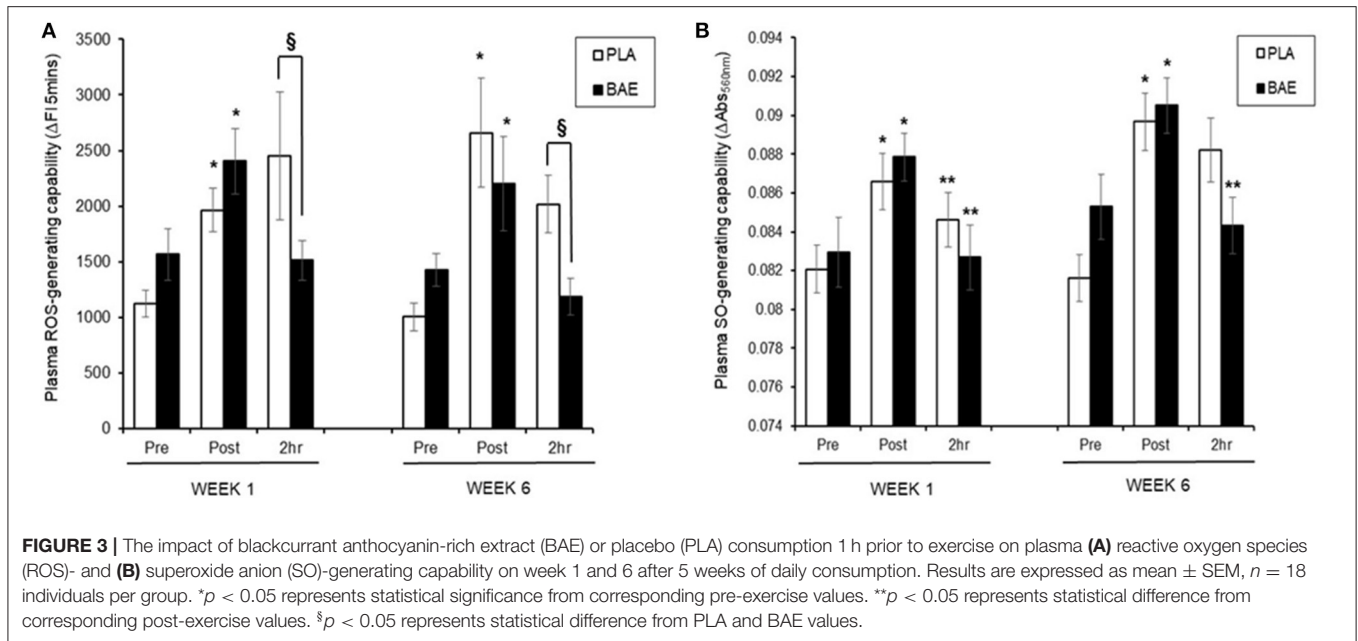 A
Plasma ROS-generating capability (ΔFI 5mins)
3500
3000
2500
2000
1500
1000
500
0
§
*
*
*
*
§
PLA
BAE
Pre Post 2hr Pre Post 2hr
WEEK 1 WEEK 6
B
Plasma SO-generating capability (ΔAbs560nm)
0.094
0.092
0.09
0.088
0.086
0.084
0.082
0.08
0.078
0.076
0.074
*
*
**
**
*
*
**
PLA
BAE
Pre Post 2hr Pre Post 2hr
WEEK 1 WEEK 6
FIGURE 3 | The impact of blackcurrant anthocyanin-rich extract (BAE) or placebo (PLA) consumption 1 h prior to exercise on plasma (A) reactive oxygen species
(ROS)- and (B) superoxide anion (SO)-generating capability on week 1 and 6 after 5 weeks of daily consumption. Results are expressed as mean ± SEM, n = 18
individuals per group. *p < 0.05 represents statistical significance from corresponding pre-exercise values. **p < 0.05 represents statistical difference from
corresponding post-exercise values. §p < 0.05 represents statistical difference from PLA and BAE values.